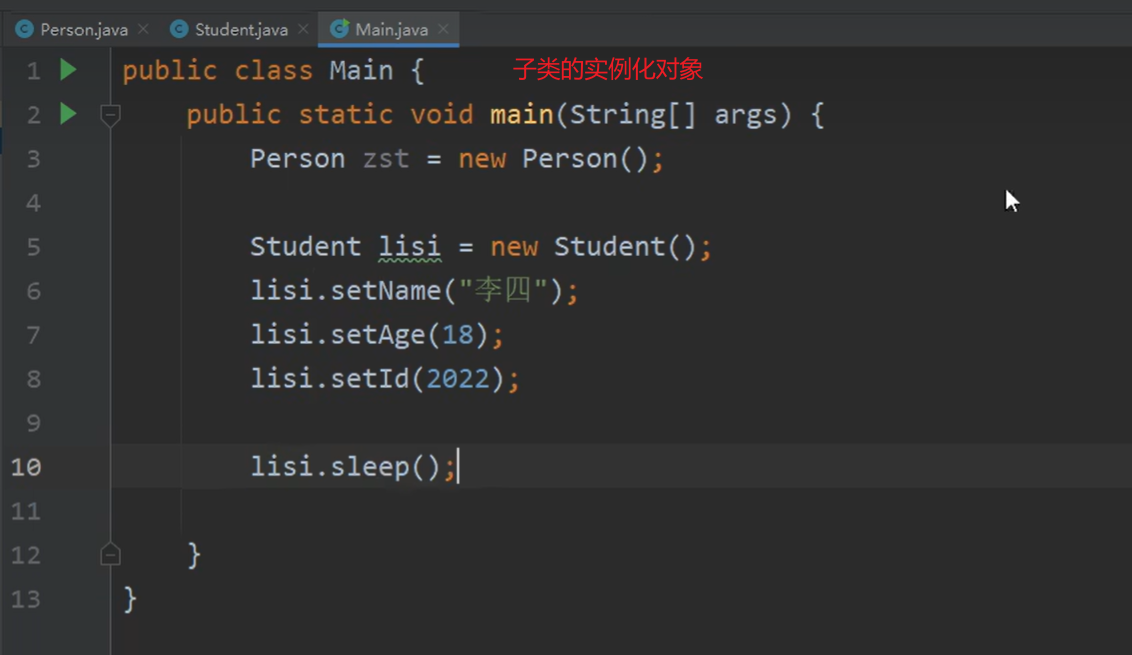 Person.java Student.java Main.java
1 public class Main { 子类的实例化对象
2 public static void main(String[] args) {
3 Person zst = new Person();
4
5 Student lisi = new Student();
6 lisi.setName("李四");
7 lisi.setAge(18);
8 lisi.setId(2022);
9
10 lisi.sleep();
11
12 }
13 }